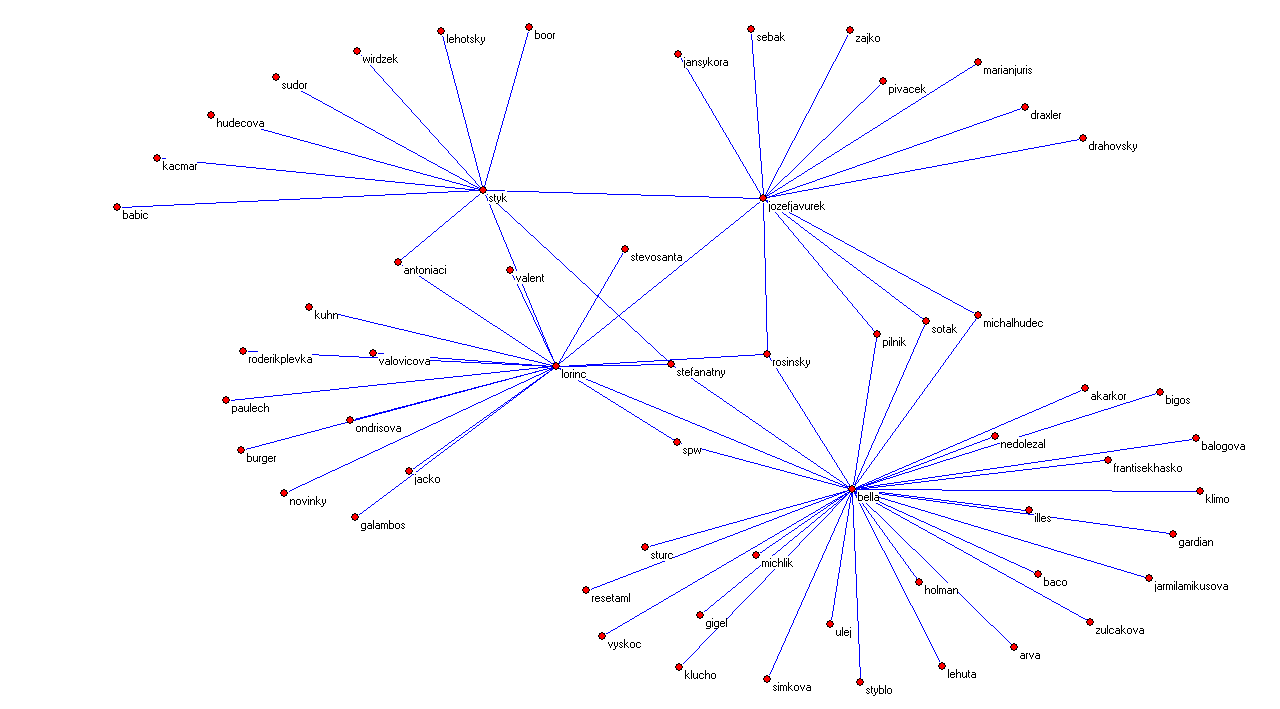 boor
lehotsky
sebak
zajko
wirdzek
jansykora
marianjuris
sudor
pivacek
draxler
hudecova
drahovsky
kacmar
styk
jozefjavurek
babic
stevosanta
antoniaci
valent
kuhn
michalhudec
sotak
pilnik
roderikplevka
valovicova
rosinsky
stefanatny
lorinc
akarkor
bigos
paulech
ondrisova
nedolezal
balogova
spw
burger
frantisekhasko
jacko
bella
klimo
novinky
illes
galambos
gardian
sturc
michlik
baco
jarmilamikusova
holman
resetaml
gigel
ulej
zulcakova
vyskoc
arva
klucho
lehuta
simkova
styblo